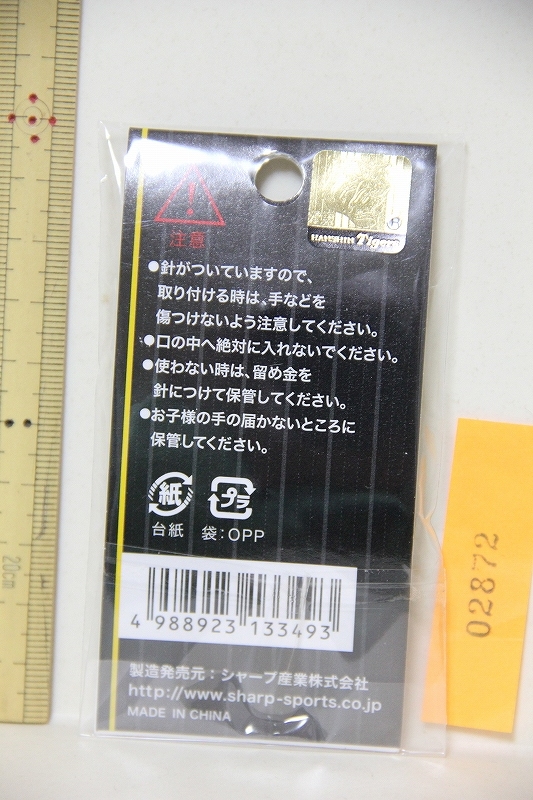 HANSHIN Tigers
®
注意
●針がついていますので、
取り付ける時は、手などを
傷つけないよう注意してください。
●口の中へ絶対に入れないでください。
●使わない時は、留め金を
針につけて保管してください。
●お子様の手の届かないところに
保管してください。
紙
プラ
台紙 袋：OPP
4 988923 133493
製造発売元：シャープ産業株式会社
http://www.sharp-sports.co.jp
MADE IN CHINA
20cm
02872